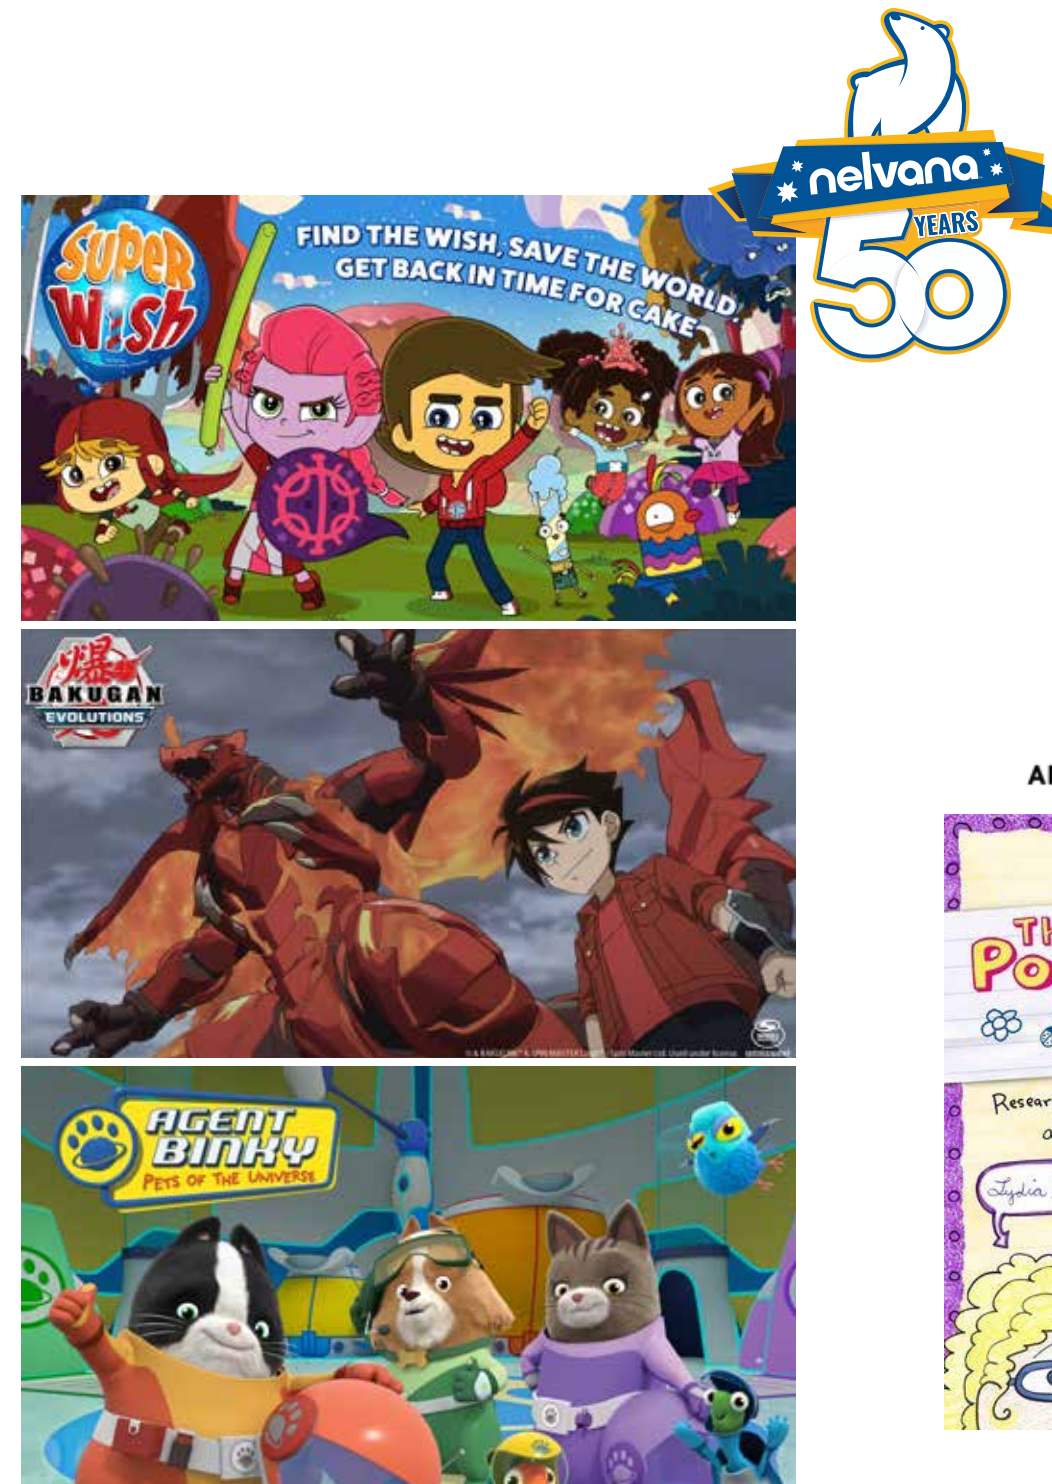 nelvana
50
YEARS
SUPER
WiSh
FIND THE WISH, SAVE THE WORLD,
GET BACK IN TIME FOR CAKE
爆
BAKUGAN
EVOLUTIONS
AGENT
BINKY
PETS OF THE UNIVERSE
Lydia